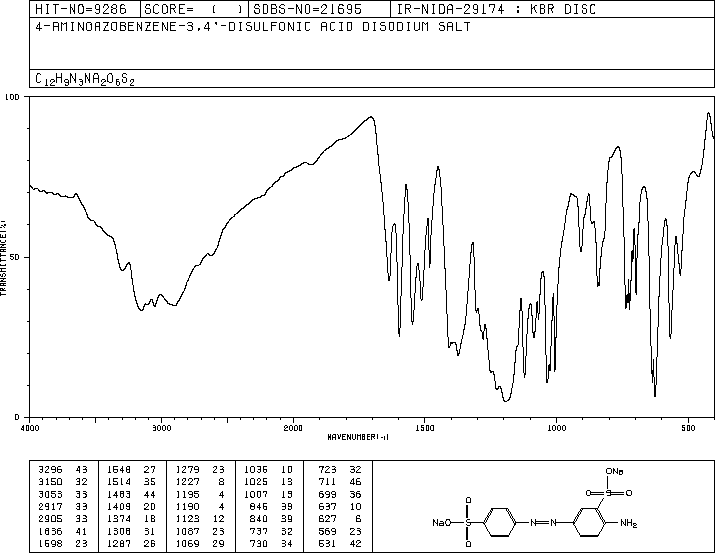 HIT-NO=9286 SCORE= ( ) SDBS-NO=21695 IR-NIDA-29174 : KBR DISC
4-AMINOAZOBENZENE-3,4'-DISULFONIC ACID DISODIUM SALT
C12H9N3NA2O6S2
100
50
0
TRANSMITTANCE(%)
4000 3000 2000 1500 1000 500
WAVENUMBER(-1)
3296 43 1548 27 1279 23 1036 10 723 32
3150 32 1514 35 1227 8 1025 13 711 46
3053 33 1483 44 1195 4 1007 13 699 36
2917 33 1409 20 1190 4 846 39 637 10
2905 33 1374 18 1123 12 840 39 627 6
1636 41 1308 31 1087 23 737 32 569 23
1598 23 1287 26 1069 29 730 34 531 42
ONa
O
S
O
O
NaO
S
O
N
N
NH2